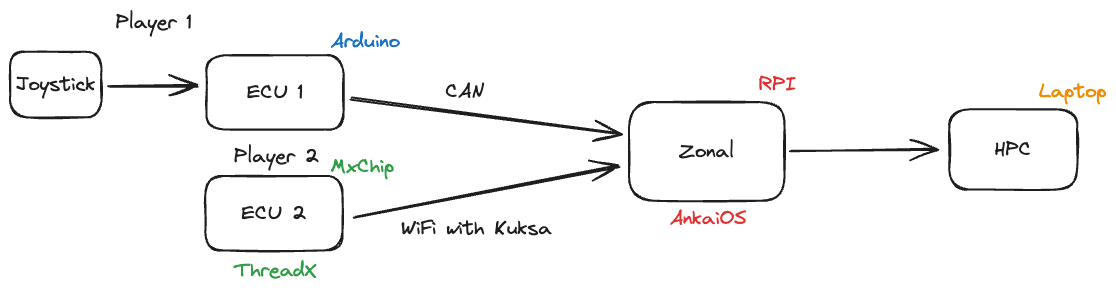 Player 1
Arduino
Joystick
ECU 1
CAN
RPI
Laptop
Zonal
HPC
Player 2
MxChip
ECU 2
WiFi with Kuksa
AnkaiOS
ThreadX